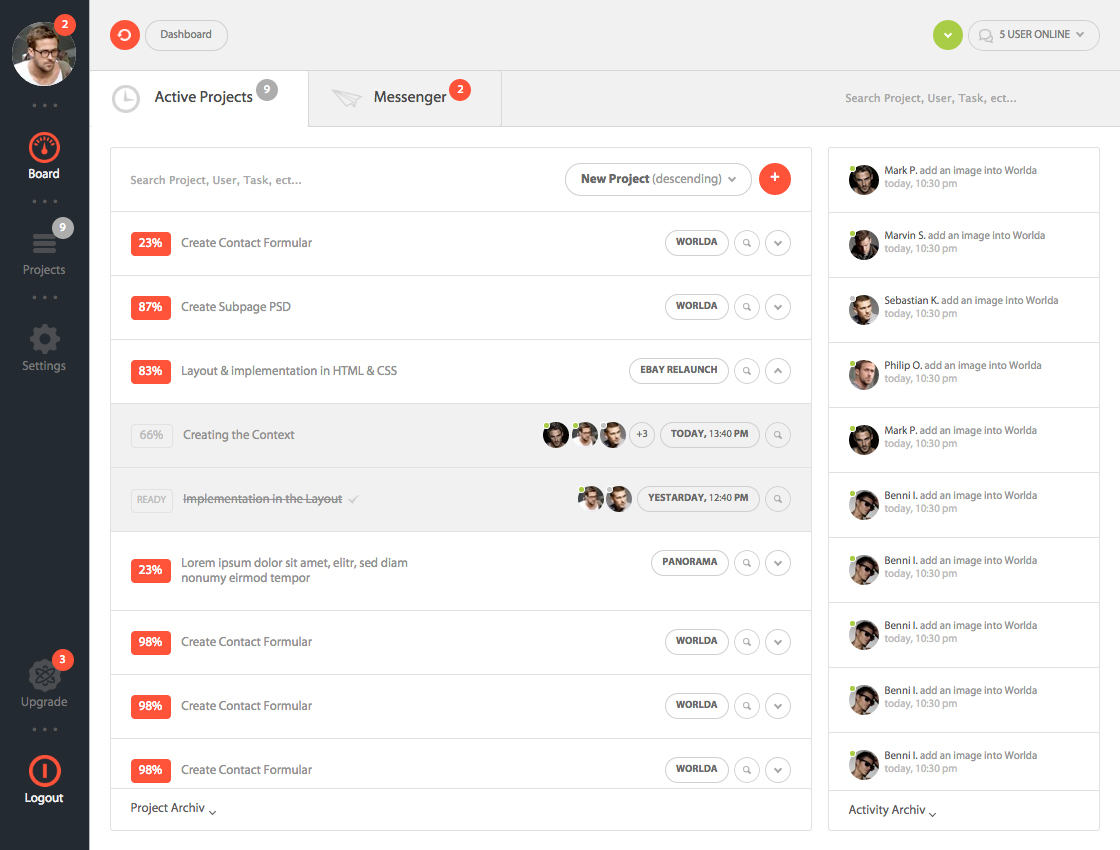 2
Board
9
Projects
Settings
3
Upgrade
Logout
Dashboard
5 USER ONLINE
Active Projects 9
Messenger 2
Search Project, User, Task, ect...
Search Project, User, Task, ect...
New Project (descending)
+
23% Create Contact Formular WORLDA
87% Create Subpage PSD WORLDA
83% Layout & implementation in HTML & CSS EBAY RELAUNCH
66% Creating the Context +3 TODAY, 13:40 PM
READY Implementation in the Layout YESTARDAY, 12:40 PM
23% Lorem ipsum dolor sit amet, elitr, sed diam PANORAMA
nonumy eirmod tempor
98% Create Contact Formular WORLDA
98% Create Contact Formular WORLDA
98% Create Contact Formular WORLDA
Project Archiv
Mark P. add an image into Worlda
today, 10:30 pm
Marvin S. add an image into Worlda
today, 10:30 pm
Sebastian K. add an image into Worlda
today, 10:30 pm
Philip O. add an image into Worlda
today, 10:30 pm
Mark P. add an image into Worlda
today, 10:30 pm
Benni I. add an image into Worlda
today, 10:30 pm
Benni I. add an image into Worlda
today, 10:30 pm
Benni I. add an image into Worlda
today, 10:30 pm
Benni I. add an image into Worlda
today, 10:30 pm
Benni I. add an image into Worlda
today, 10:30 pm
Activity Archiv